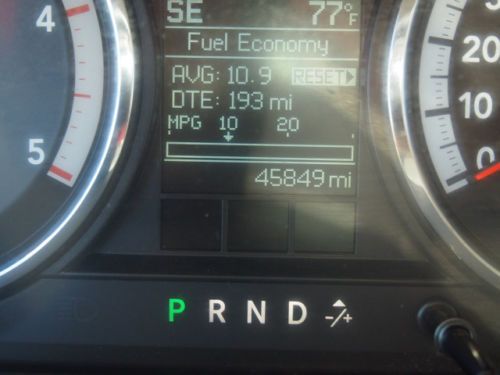 4
5
SE 77°F
Fuel Economy
AVG: 10.9 RESET
DTE: 193 mi
MPG 10 20
45849 mi
20
10
0
P R N D -/+